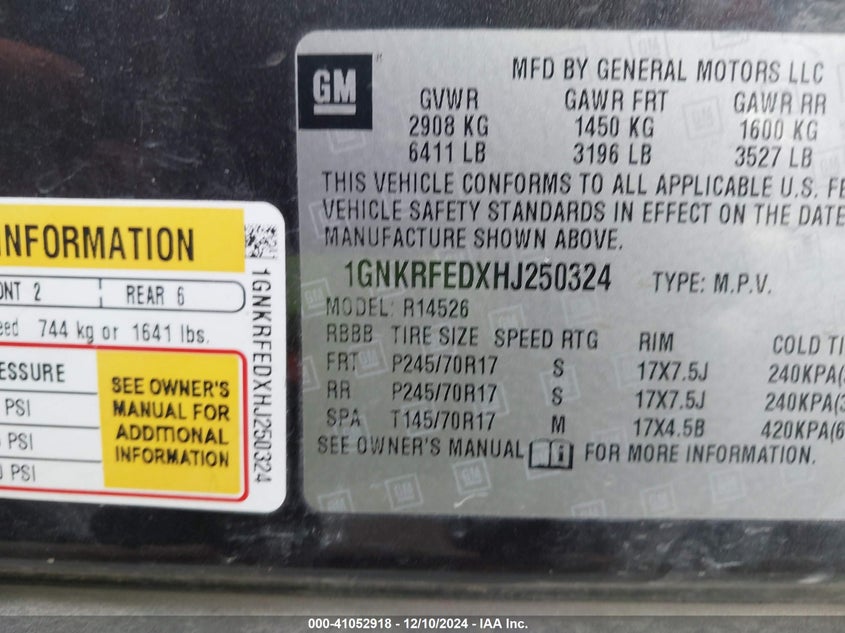 INFORMATION
ONT 2 REAR 6
eed 744 kg or 1641 lbs.
ESSURE
PSI
PSI
0 PSI
SEE OWNER'S
MANUAL FOR
ADDITIONAL
INFORMATION
1GNKRFEDXHJ250324
GM
MFD BY GENERAL MOTORS LLC
GVWR GAWR FRT GAWR RR
2908 KG 1450 KG 1600 KG
6411 LB 3196 LB 3527 LB
THIS VEHICLE CONFORMS TO ALL APPLICABLE U.S. FE
VEHICLE SAFETY STANDARDS IN EFFECT ON THE DATE
MANUFACTURE SHOWN ABOVE.
1GNKRFEDXHJ250324 TYPE: M.P.V.
MODEL: R14526
RBBB TIRE SIZE SPEED RTG RIM COLD TI
FRT P245/70R17 S 17X7.5J 240KPA(3
RR P245/70R17 S 17X7.5J 240KPA(3
SPA T145/70R17 M 17X4.5B 420KPA(6
SEE OWNER'S MANUAL FOR MORE INFORMATION.
000-41052918 - 12/10/2024 - IAA Inc.